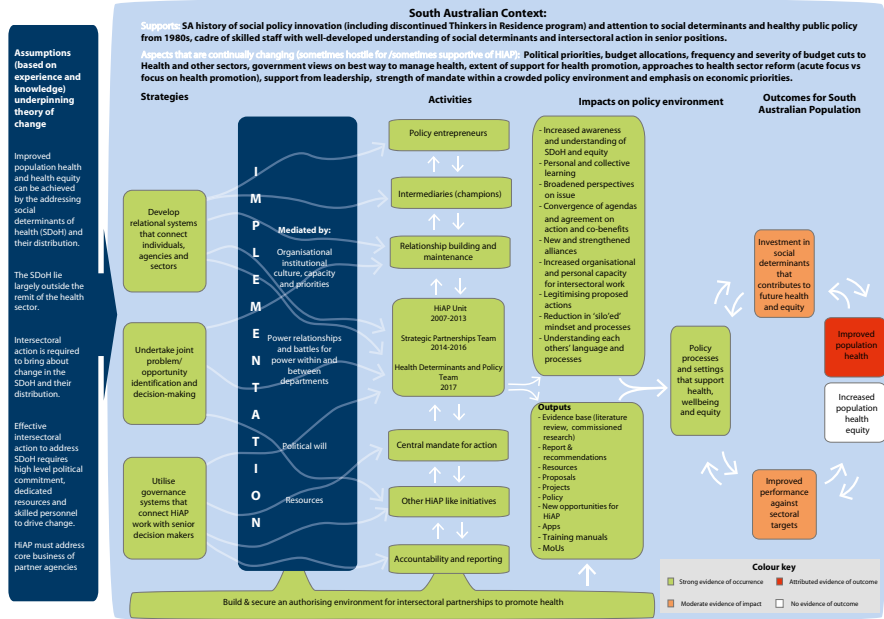 South Australian Context:
Supports: SA history of social policy innovation (including discontinued Thinkers in Residence program) and attention to social determinants and healthy public policy
from 1980s, cadre of skilled staff with well-developed understanding of social determinants and intersectoral action in senior positions.
Aspects that are continually changing (sometimes hostile for /sometimes supportive of HiAP): Political priorities, budget allocations, frequency and severity of budget cuts to
Health and other sectors, government views on best way to manage health, extent of support for health promotion, approaches to health sector reform (acute focus vs
focus on health promotion), support from leadership, strength of mandate within a crowded policy environment and emphasis on economic priorities.
Assumptions
(based on
experience and
knowledge)
underpinning
theory of
change
Improved
population health
and health equity
can be achieved
by the addressing
social
determinants of
health (SDoH) and
their distribution.
The SDoH lie
largely outside the
remit of the health
sector.
Intersectoral
action is required
to bring about
change in the
SDoH and their
distribution.
Effective
intersectoral
action to address
SDoH requires
high level political
commitment,
dedicated
resources and
skilled personnel
to drive change.
HiAP must address
core business of
partner agencies
Strategies
Develop
relational systems
that connect
individuals,
agencies and
sectors
Undertake joint
problem/
opportunity
identification and
decision-making
Utilise
governance
systems that
connect HiAP
work with senior
decision makers
I
M
P
L
E
M
E
N
T
A
T
I
O
N
Mediated by:
Organisational
institutional
culture, capacity
and priorities
Power relationships
and battles for
power within and
between
departments
Political will
Resources
Activities
Policy entrepreneurs
Intermediaries (champions)
Relationship building and
maintenance
HiAP Unit
2007-2013
Strategic Partnerships Team
2014-2016
Health Determinants and Policy
Team
2017
Central mandate for action
Other HiAP like initiatives
Accountability and reporting
Impacts on policy environment
- Increased awareness
and understanding of
SDoH and equity
- Personal and collective
learning
- Broadened perspectives
on issue
- Convergence of agendas
and agreement on
action and co-benefits
- New and strengthened
alliances
- Increased organisational
and personal capacity for
intersectoral work
- Legitimising proposed
actions
- Reduction in 'silo'ed'
mindset and processes
- Understanding each
others' language and
processes
Outputs
- Evidence base (literature
review, commissioned
research)
- Report &
recommendations
- Resources
- Proposals
- Projects
- Policy
- New opportunities for
HiAP
- Apps
- Training manuals
- MoUs
Policy
processes and
settings that
support
health,
wellbeing
and equity
Outcomes for South
Australian Population
Investment in
social
determinants
that
contributes to
future health
and equity
Improved
population
health
Increased
population
health
equity
Improved
performance
against
sectoral
targets
Build & secure an authorising environment for intersectoral partnerships to promote health
Colour key
Strong evidence of occurrence
Attributed evidence of outcome
Moderate evidence of impact
No evidence of outcome